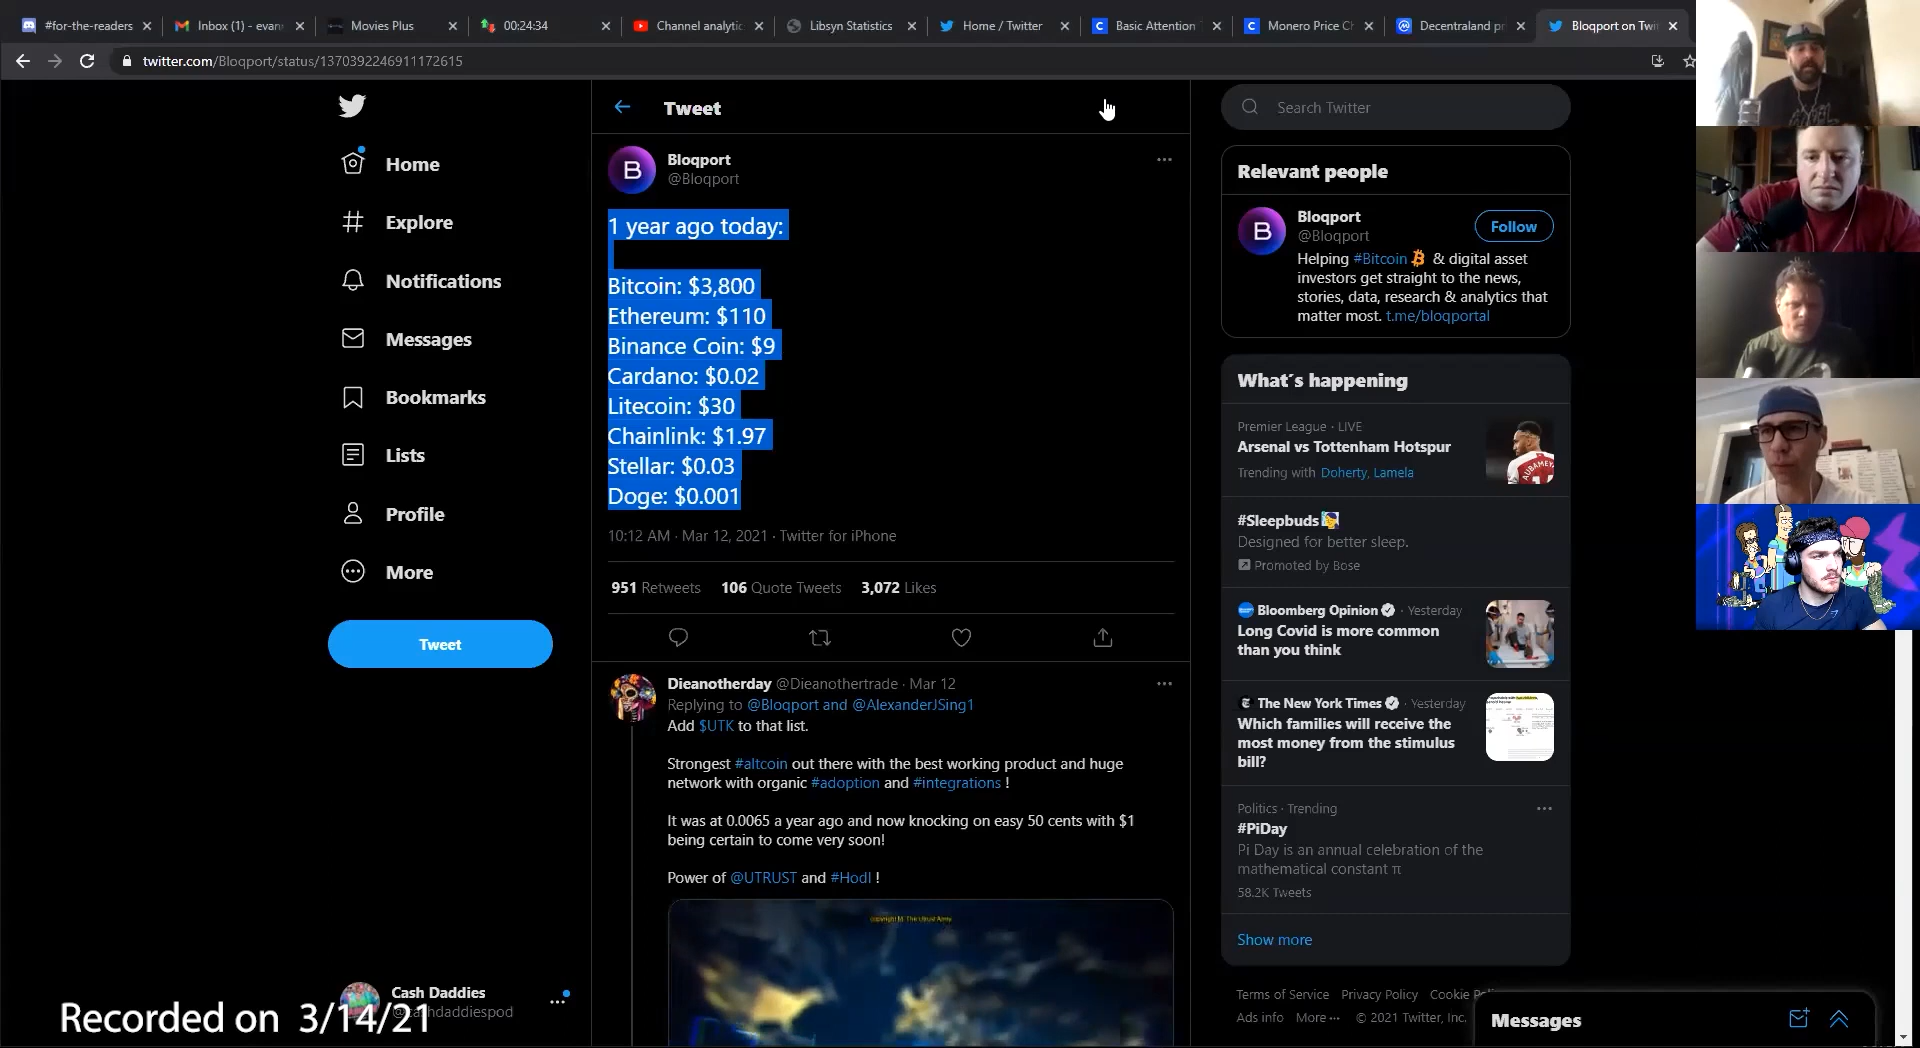 #for-the-readers
Inbox (1) - evan
Movies Plus
00:24:34
Channel analytic
Libsyn Statistics
Home / Twitter
Basic Attention
Monero Price C
Decentraland p
Bloqport on Twi
twitter.com/Bloqport/status/1370392246911172615
Home
Explore
Notifications
Messages
Bookmarks
Lists
Profile
More
Tweet
Cash Daddies
@cashdaddiespod
Recorded on 3/14/21
Tweet
B
Bloqport
@Bloqport
1 year ago today:
Bitcoin: $3,800
Ethereum: $110
Binance Coin: $9
Cardano: $0.02
Litecoin: $30
Chainlink: $1.97
Stellar: $0.03
Doge: $0.001
10:12 AM · Mar 12, 2021 · Twitter for iPhone
951 Retweets 106 Quote Tweets 3,072 Likes
Dieanotherday @Dieanothertrade · Mar 12
Replying to @Bloqport and @AlexanderJSing1
Add $UTK to that list.
Strongest #altcoin out there with the best working product and huge
network with organic #adoption and #integrations !
It was at 0.0065 a year ago and now knocking on easy 50 cents with $1
being certain to come very soon!
Power of @UTRUST and #Hodl !
copyright by The Utrust Army
Search Twitter
Relevant people
B
Bloqport
@Bloqport
Follow
Helping #Bitcoin & digital asset
investors get straight to the news,
stories, data, research & analytics that
matter most. t.me/bloqportal
What´s happening
Premier League · LIVE
Arsenal vs Tottenham Hotspur
Trending with Doherty, Lamela
AUBAMEY
#Sleepbuds
Designed for better sleep.
Promoted by Bose
Bloomberg Opinion · Yesterday
Long Covid is more common
than you think
The New York Times · Yesterday
Which families will receive the
most money from the stimulus
bill?
Politics · Trending
#PiDay
Pi Day is an annual celebration of the
mathematical constant π
58.2K Tweets
Show more
Terms of Service Privacy Policy Cookie
Ads info More © 2021 Twitter, Inc.
Messages